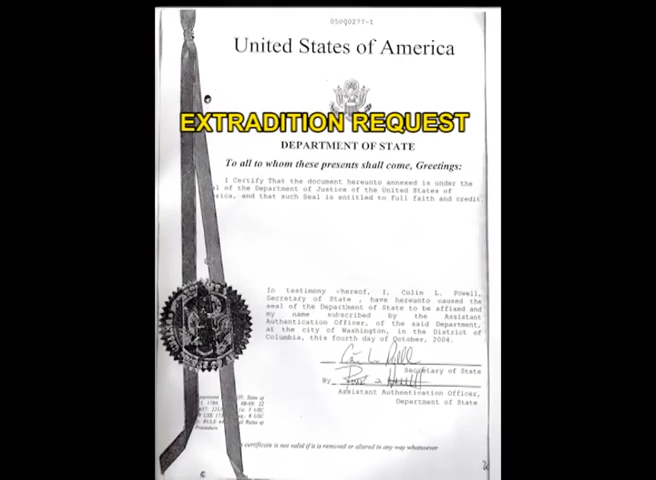 05000277-1
United States of America
EXTRADITION REQUEST
DEPARTMENT OF STATE
To all to whom these presents shall come, Greetings:
I Certify That the document hereunto annexed is under the
of the Department of Justice of the United States of
and that such Seal is entitled to full faith and credit
In testimony whereof, I, Colin L. Powell,
Secretary of State , have hereunto caused the
seal of the Department of State to be affixed and
my name subscribed by the Assistant
Authentication Officer, of the said Department,
at the city of Washington, in the District of
Columbia, this fourth day of October, 2004.
Secretary of State
By
Assistant Authentication Officer,
Department of State
certificate is not valid if it is removed or altered in any way whatsoever